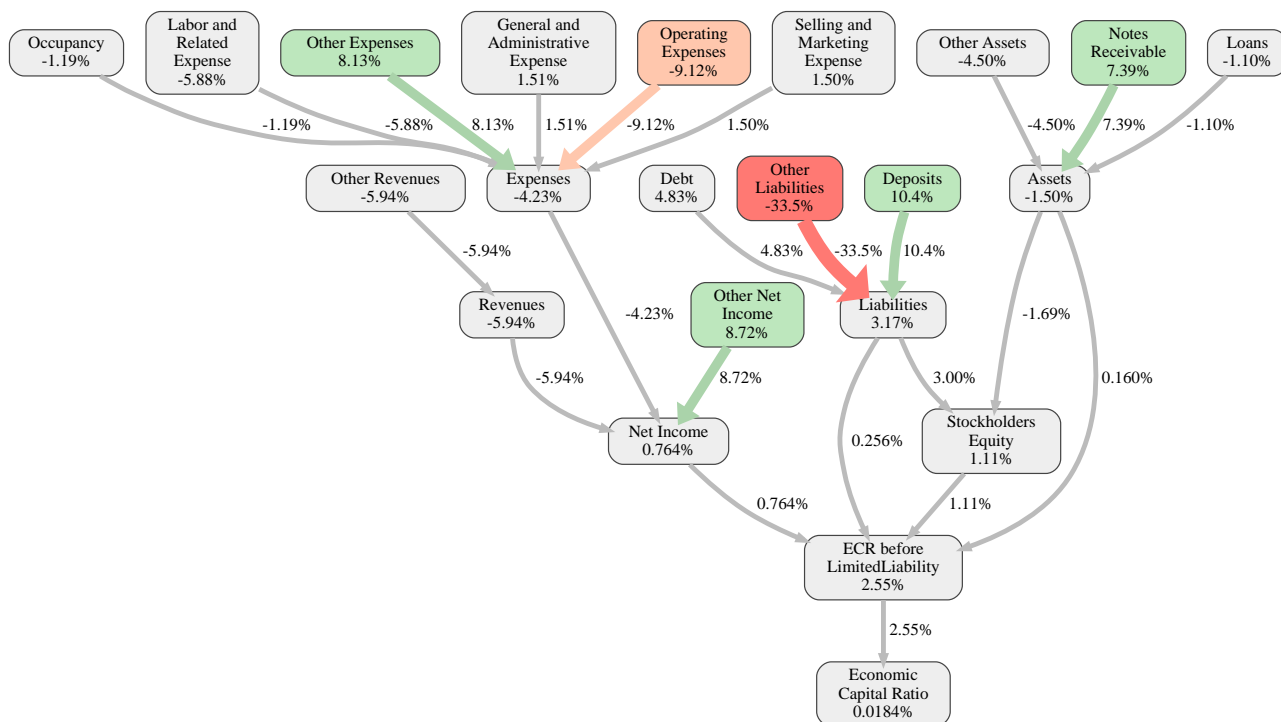 Occupancy
-1.19%
Labor and
Related
Expense
-5.88%
Other Expenses
8.13%
General and
Administrative
Expense
1.51%
Operating
Expenses
-9.12%
Selling and
Marketing
Expense
1.50%
Other Assets
-4.50%
Notes
Receivable
7.39%
Loans
-1.10%
-1.19%
-5.88%
8.13%
1.51%
-9.12%
1.50%
-4.50%
7.39%
-1.10%
Other Revenues
-5.94%
Expenses
-4.23%
Debt
4.83%
Other
Liabilities
-33.5%
Deposits
10.4%
Assets
-1.50%
-5.94%
4.83%
-33.5%
10.4%
Revenues
-5.94%
-4.23%
Other Net
Income
8.72%
Liabilities
3.17%
-1.69%
-5.94%
8.72%
3.00%
0.160%
Net Income
0.764%
0.256%
Stockholders
Equity
1.11%
0.764%
1.11%
ECR before
LimitedLiability
2.55%
2.55%
Economic
Capital Ratio
0.0184%